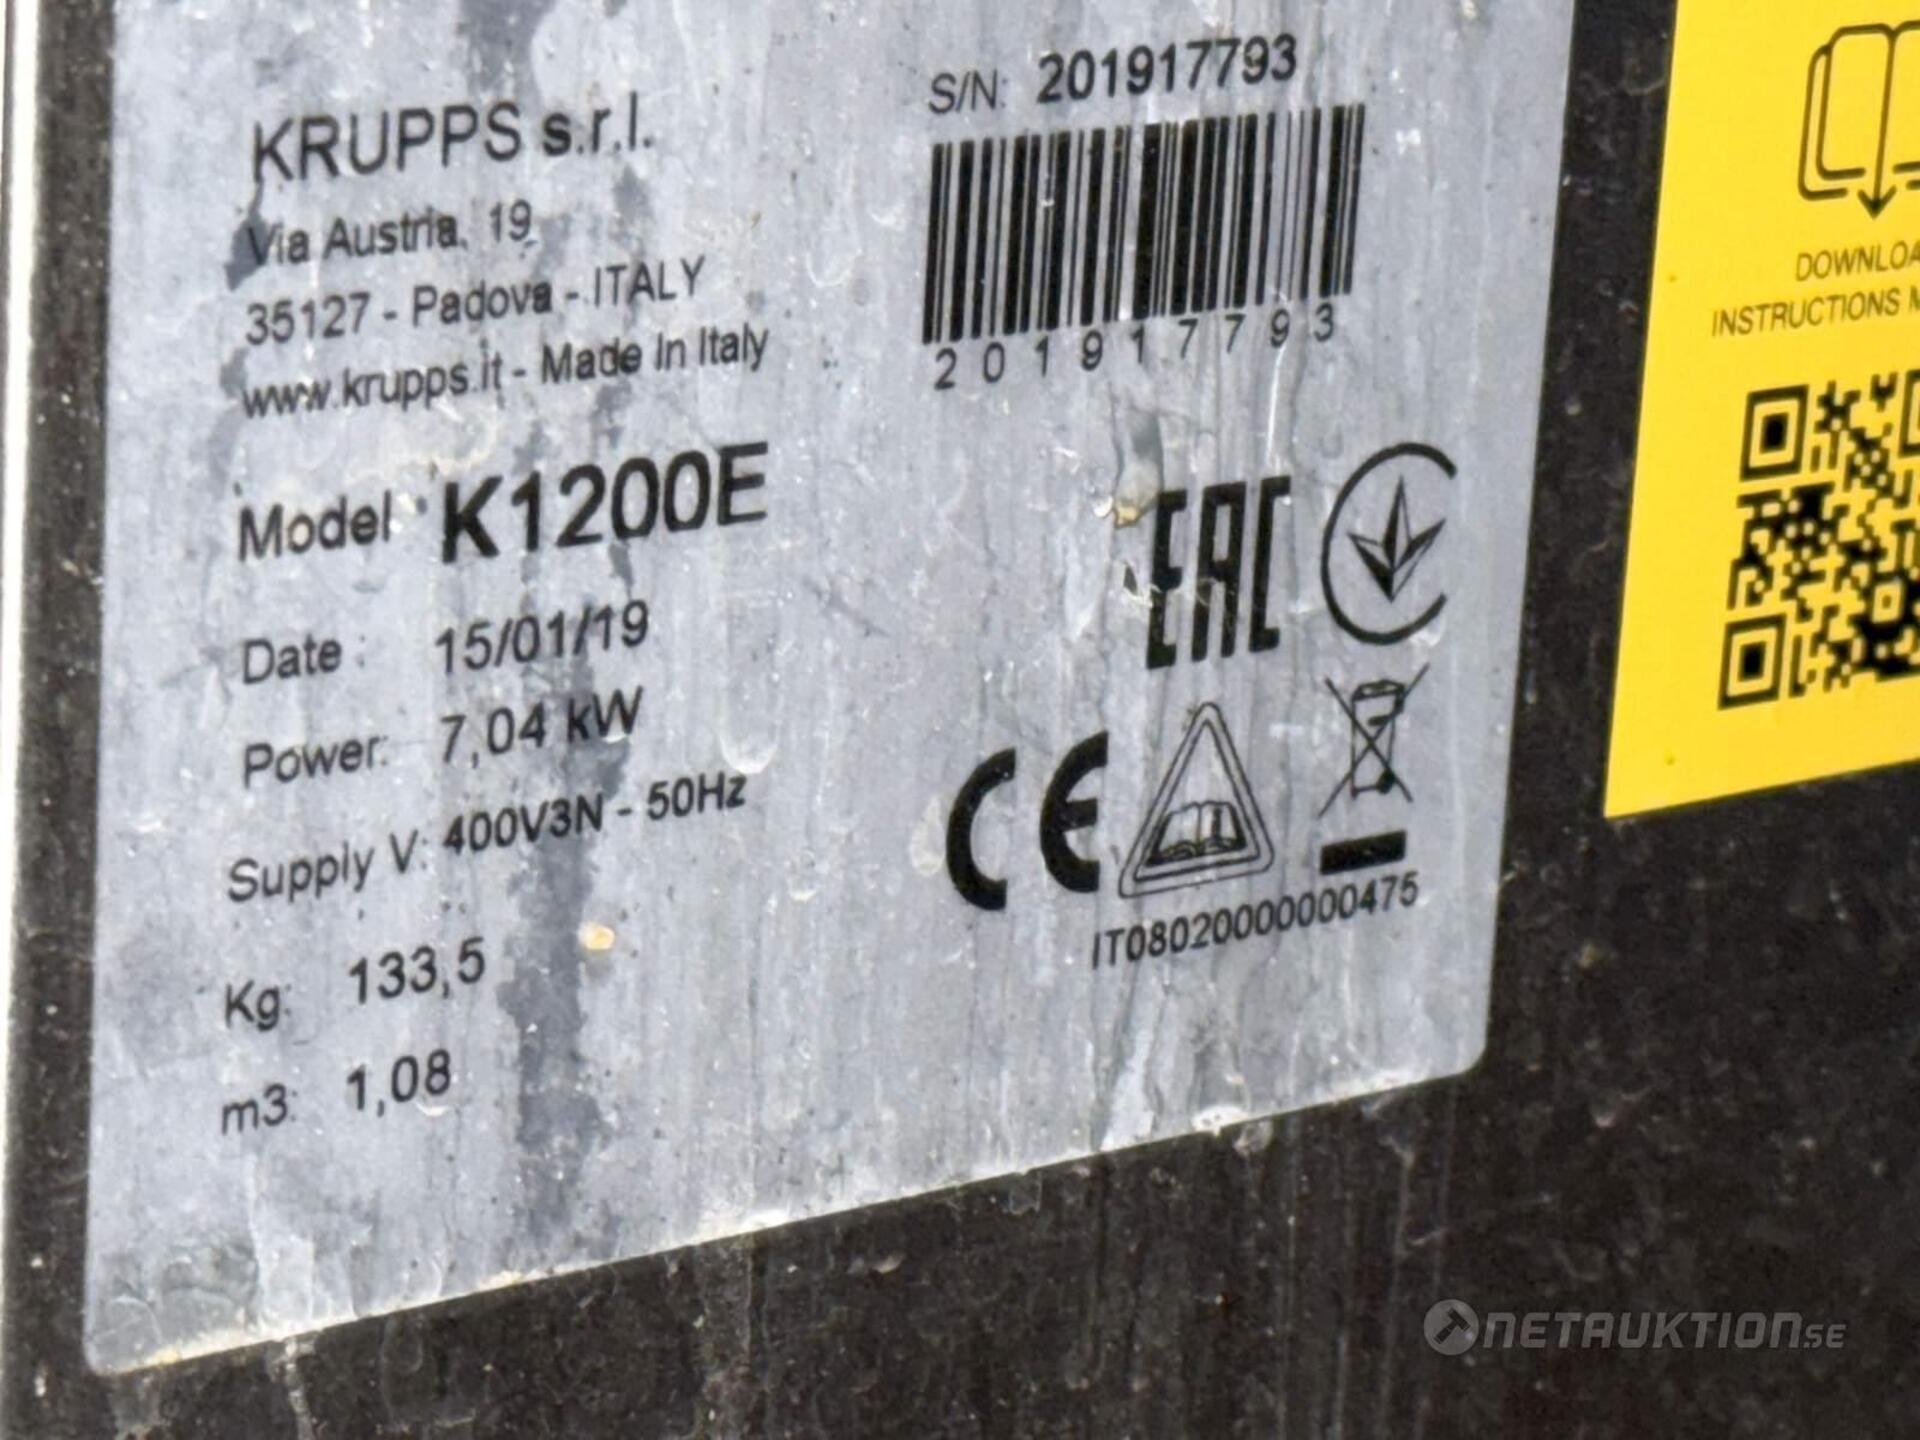 KRUPPS s.r.l.
Via Austria, 19
35127 - Padova - ITALY
www.krupps.it - Made In Italy
S/N: 201917793
201917793
Model K1200E
Date : 15/01/19
Power: 7,04 kW
Supply V: 400V3N - 50Hz
Kg: 133,5
m3: 1,08
EAC
CE
IT08020000000475
DOWNLOA
INSTRUCTIONS M
NETAUKTION.SE